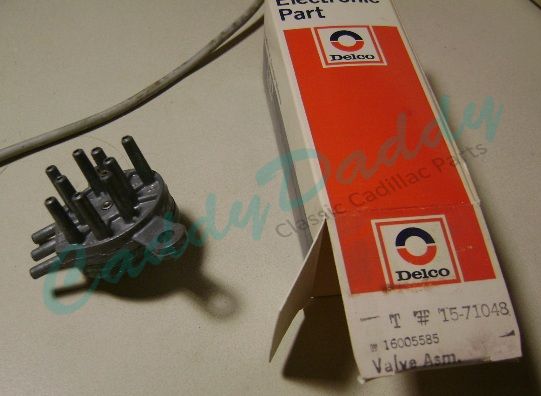 Electronic
Part
Delco
CaddyDaddy
Classic Cadillac Parts
Delco
T # 15-71048
# 16005585
Valve Asm.